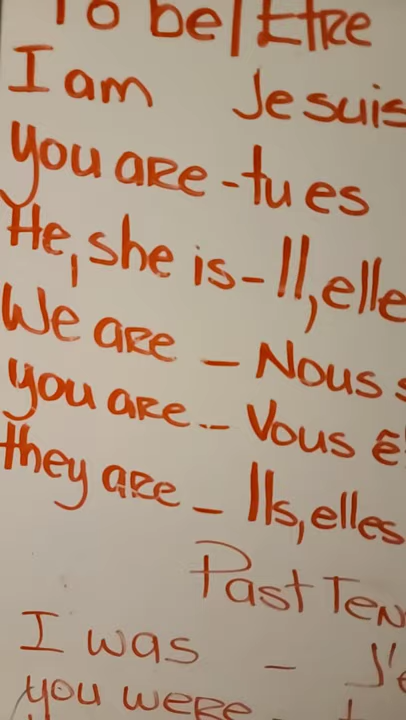 To be/Etre
I am Je suis
you are - tu es
He, she is - Il, elle
We are - Nous
you are - Vous
they are - Ils, elles
Past
I was -
you were